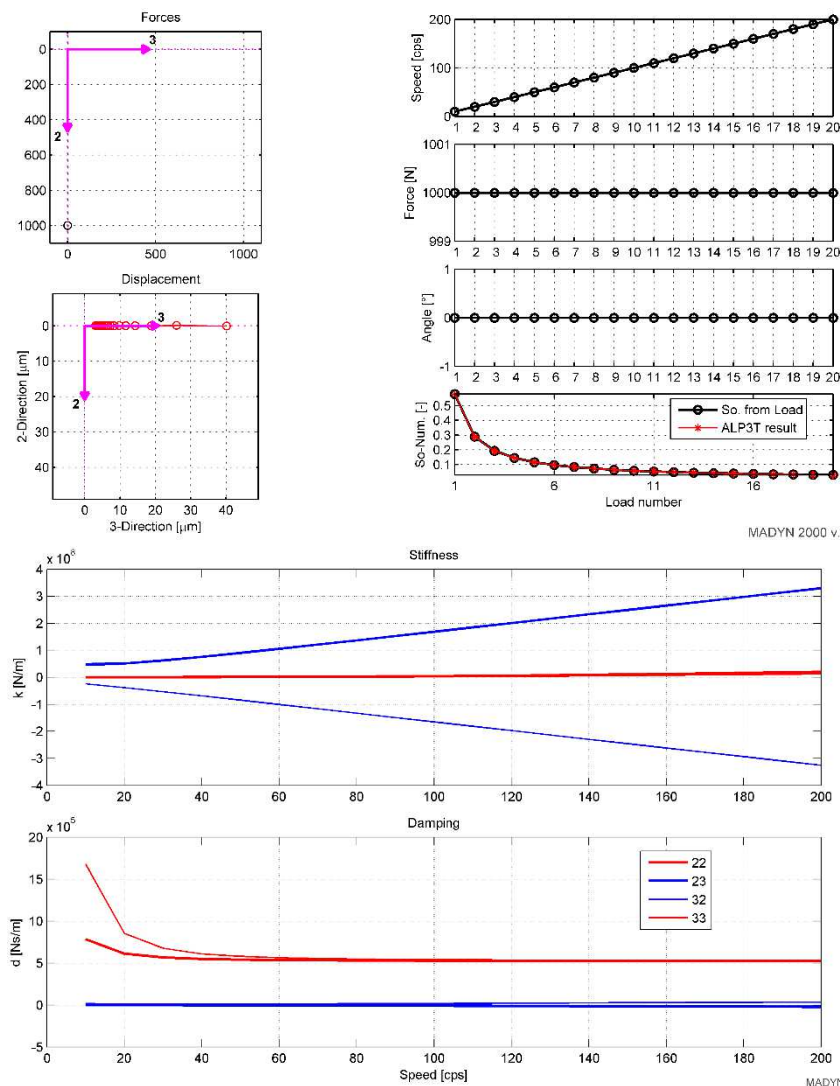 Forces
0
200
400
600
800
1000
3
2
0 500 1000
Displacement
2-Direction [µm]
0
10
20
30
40
3
2
0 10 20 30 40
3-Direction [µm]
Speed [cps]
200
100
0
1 2 3 4 5 6 7 8 9 10 11 12 13 14 15 16 17 18 19 20
Force [N]
1001
1000
999
1 2 3 4 5 6 7 8 9 10 11 12 13 14 15 16 17 18 19 20
Angle [°]
1
0
-1
1 2 3 4 5 6 7 8 9 10 11 12 13 14 15 16 17 18 19 20
So-Num. [-]
0.5
0.4
0.3
0.2
0.1
So. from Load
ALP3T result
1 6 11 16
Load number
MADYN 2000 v.
x 10⁸
Stiffness
k [N/m]
4
3
2
1
0
-1
-2
-3
-4
0 20 40 60 80 100 120 140 160 180 200
x 10⁵
Damping
d [Ns/m]
20
15
10
5
0
-5
22
23
32
33
0 20 40 60 80 100 120 140 160 180 200
Speed [cps]
MADYN